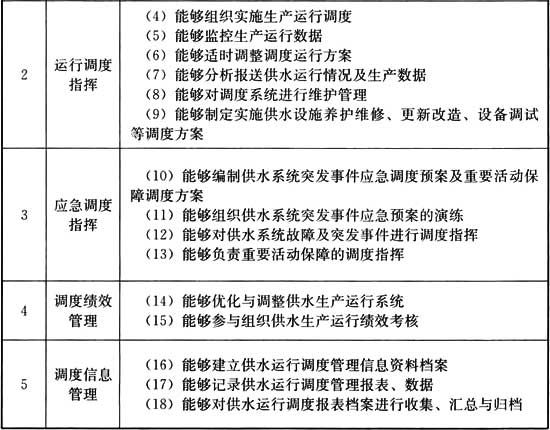 2
运行调度
指挥
（4）能够组织实施生产运行调度
（5）能够监控生产运行数据
（6）能够适时调整调度运行方案
（7）能够分析报送供水运行情况及生产数据
（8）能够对调度系统进行维护管理
（9）能够制定实施供水设施养护维修、更新改造、设备调试
等调度方案
3
应急调度
指挥
（10）能够编制供水系统突发事件应急调度预案及重要活动保
障调度方案
（11）能够组织供水系统突发事件应急预案的演练
（12）能够对供水系统故障及突发事件进行调度指挥
（13）能够负责重要活动保障的调度指挥
4
调度绩效
管理
（14）能够优化与调整供水生产运行系统
（15）能够参与组织供水生产运行绩效考核
5
调度信息
管理
（16）能够建立供水运行调度管理信息资料档案
（17）能够记录供水运行调度管理报表、数据
（18）能够对供水运行调度报表档案进行收集、汇总与归档